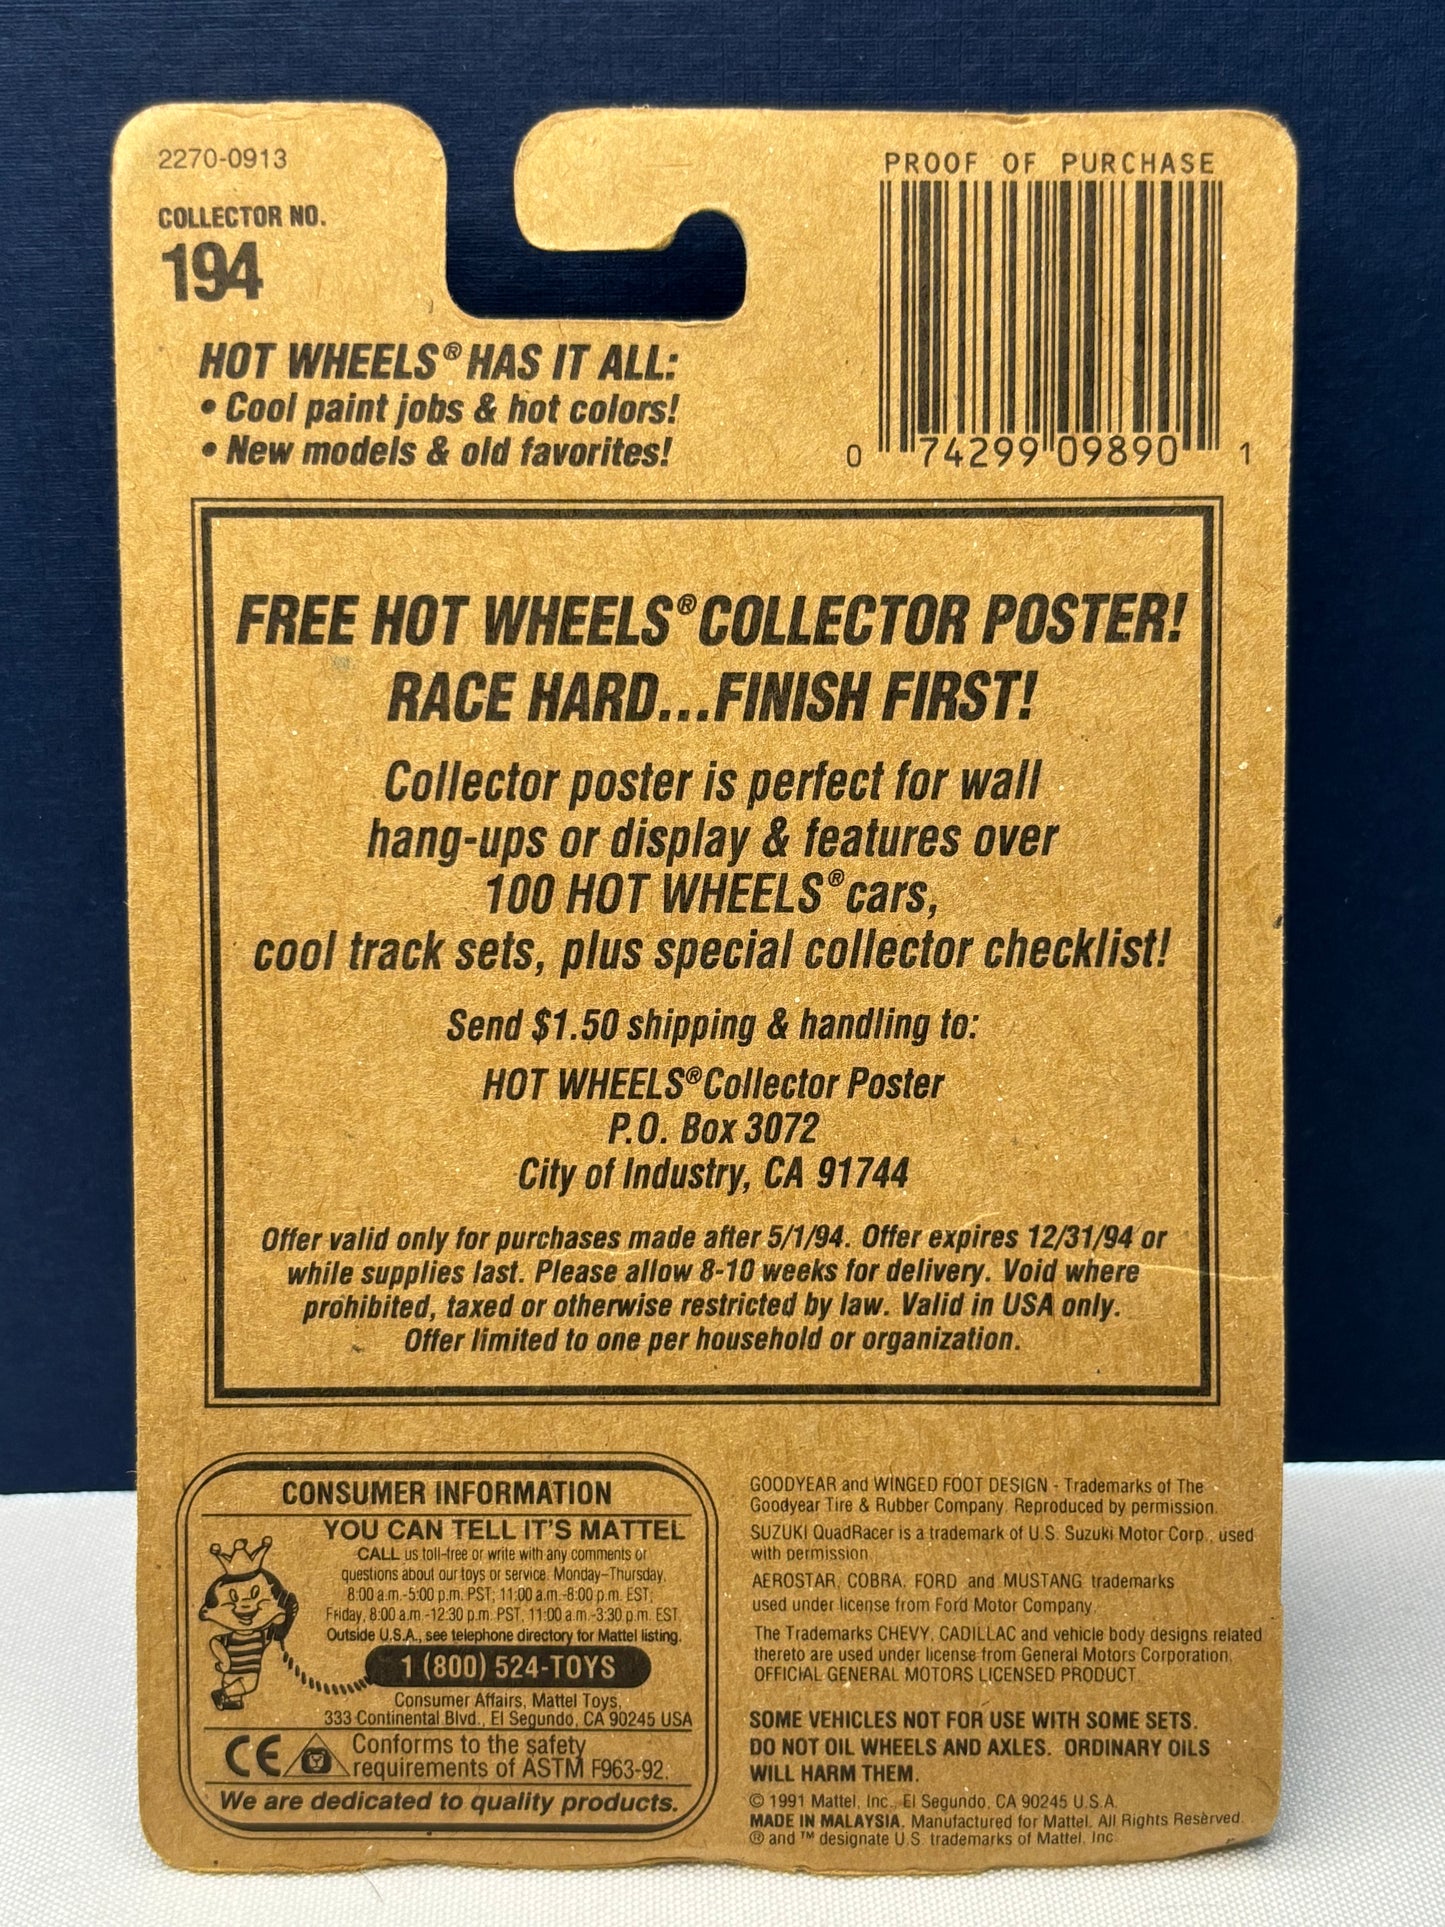 2270-0913
COLLECTOR NO.
194
PROOF OF PURCHASE
0 74299 09890 1
HOT WHEELS® HAS IT ALL:
• Cool paint jobs & hot colors!
• New models & old favorites!
FREE HOT WHEELS® COLLECTOR POSTER!
RACE HARD...FINISH FIRST!
Collector poster is perfect for wall
hang-ups or display & features over
100 HOT WHEELS® cars,
cool track sets, plus special collector checklist!
Send $1.50 shipping & handling to:
HOT WHEELS® Collector Poster
P.O. Box 3072
City of Industry, CA 91744
Offer valid only for purchases made after 5/1/94. Offer expires 12/31/94 or
while supplies last. Please allow 8-10 weeks for delivery. Void where
prohibited, taxed or otherwise restricted by law. Valid in USA only.
Offer limited to one per household or organization.
CONSUMER INFORMATION
YOU CAN TELL IT'S MATTEL
CALL us toll-free or write with any comments or
questions about our toys or service. Monday–Thursday,
8:00 a.m.-5:00 p.m. PST; 11:00 a.m.-8:00 p.m. EST;
Friday, 8:00 a.m.-12:30 p.m. PST, 11:00 a.m.-3:30 p.m. EST.
Outside U.S.A., see telephone directory for Mattel listing.
1 (800) 524-TOYS
Consumer Affairs, Mattel Toys,
333 Continental Blvd., El Segundo, CA 90245 USA
CE Conforms to the safety
requirements of ASTM F963-92.
We are dedicated to quality products.
GOODYEAR and WINGED FOOT DESIGN - Trademarks of The
Goodyear Tire & Rubber Company. Reproduced by permission.
SUZUKI QuadRacer is a trademark of U.S. Suzuki Motor Corp., used
with permission.
AEROSTAR, COBRA, FORD and MUSTANG trademarks
used under license from Ford Motor Company.
The Trademarks CHEVY, CADILLAC and vehicle body designs related
thereto are used under license from General Motors Corporation.
OFFICIAL GENERAL MOTORS LICENSED PRODUCT.
SOME VEHICLES NOT FOR USE WITH SOME SETS.
DO NOT OIL WHEELS AND AXLES. ORDINARY OILS
WILL HARM THEM.
© 1991 Mattel, Inc., El Segundo, CA 90245 U.S.A.
MADE IN MALAYSIA. Manufactured for Mattel. All Rights Reserved.
® and ™ designate U.S. trademarks of Mattel, Inc.